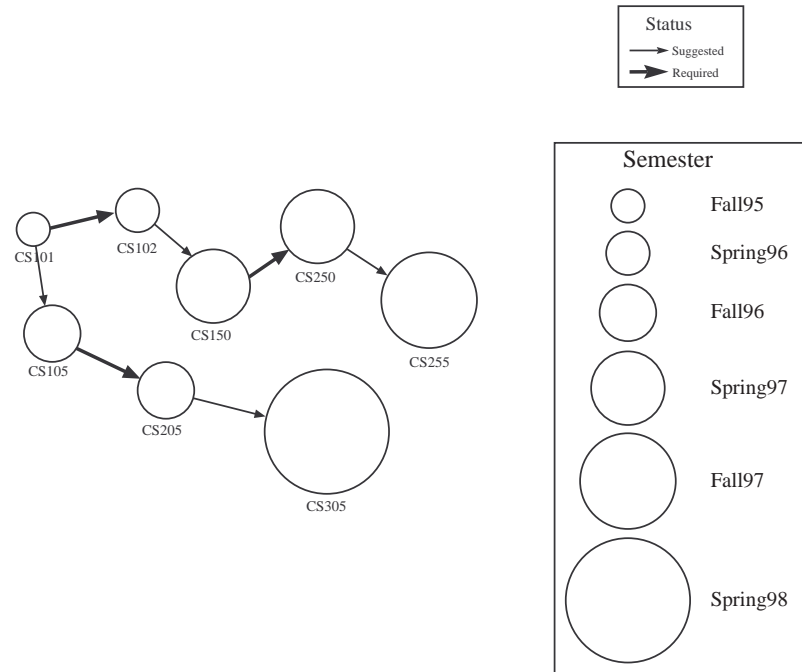 Status
Suggested
Required
Semester
Fall95
Spring96
Fall96
Spring97
Fall97
Spring98
CS101
CS102
CS250
CS150
CS255
CS105
CS205
CS305